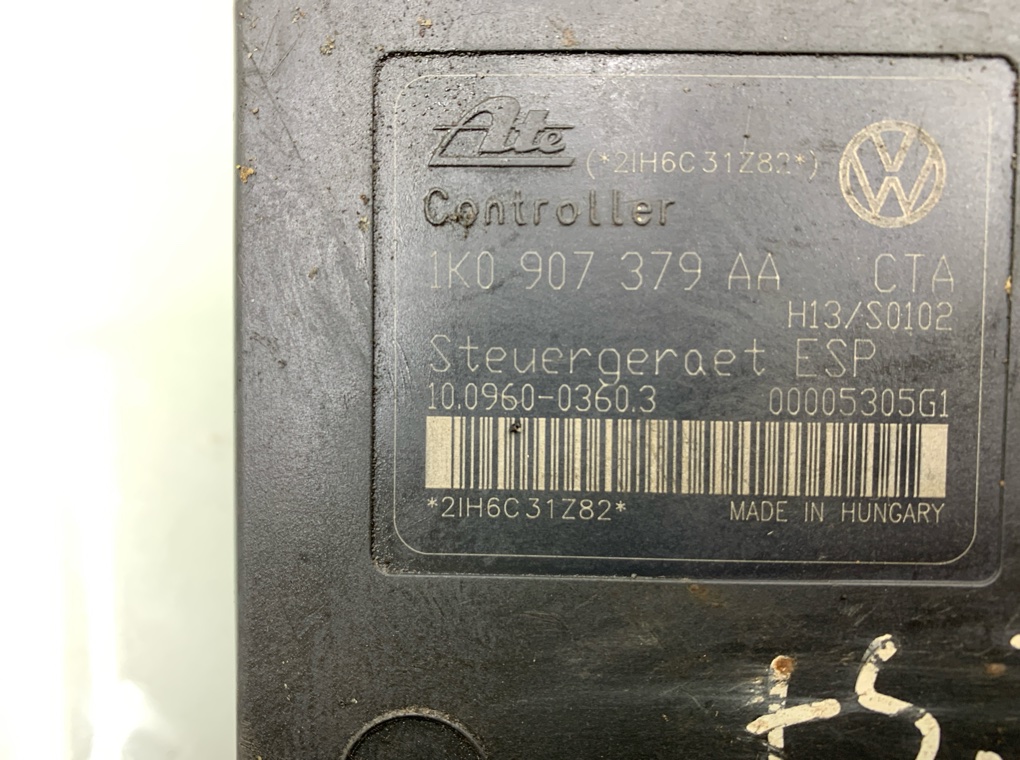 Ate (*2IH6C31Z82*)
Controller
1K0 907 379 AA CTA
H13/S0102
Steuergeraet ESP
10.0960-0360.3 00005305G1
*2IH6C31Z82* MADE IN HUNGARY